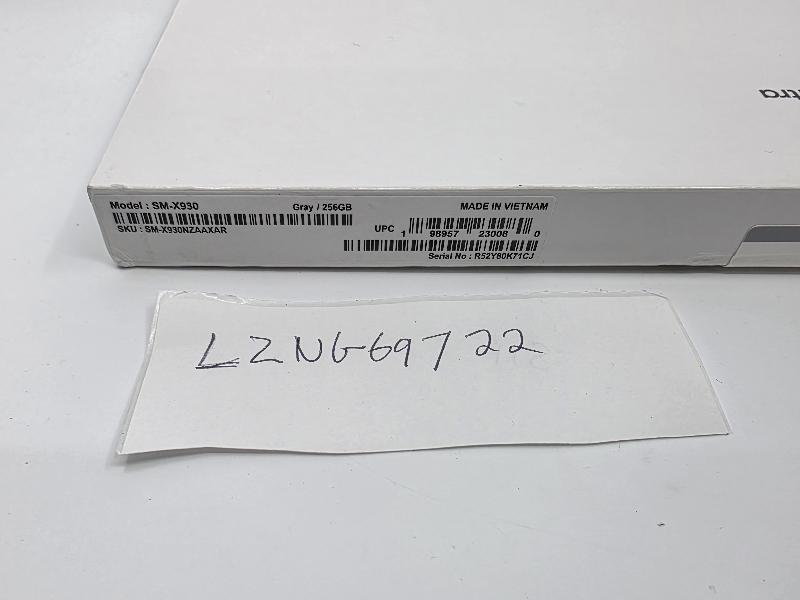 tra
Model : SM-X930 Gray / 256GB MADE IN VIETNAM
SKU : SM-X930NZAAXAR
UPC 1 98957 23008 0
Serial No : R52Y80K71CJ
LZNG69722